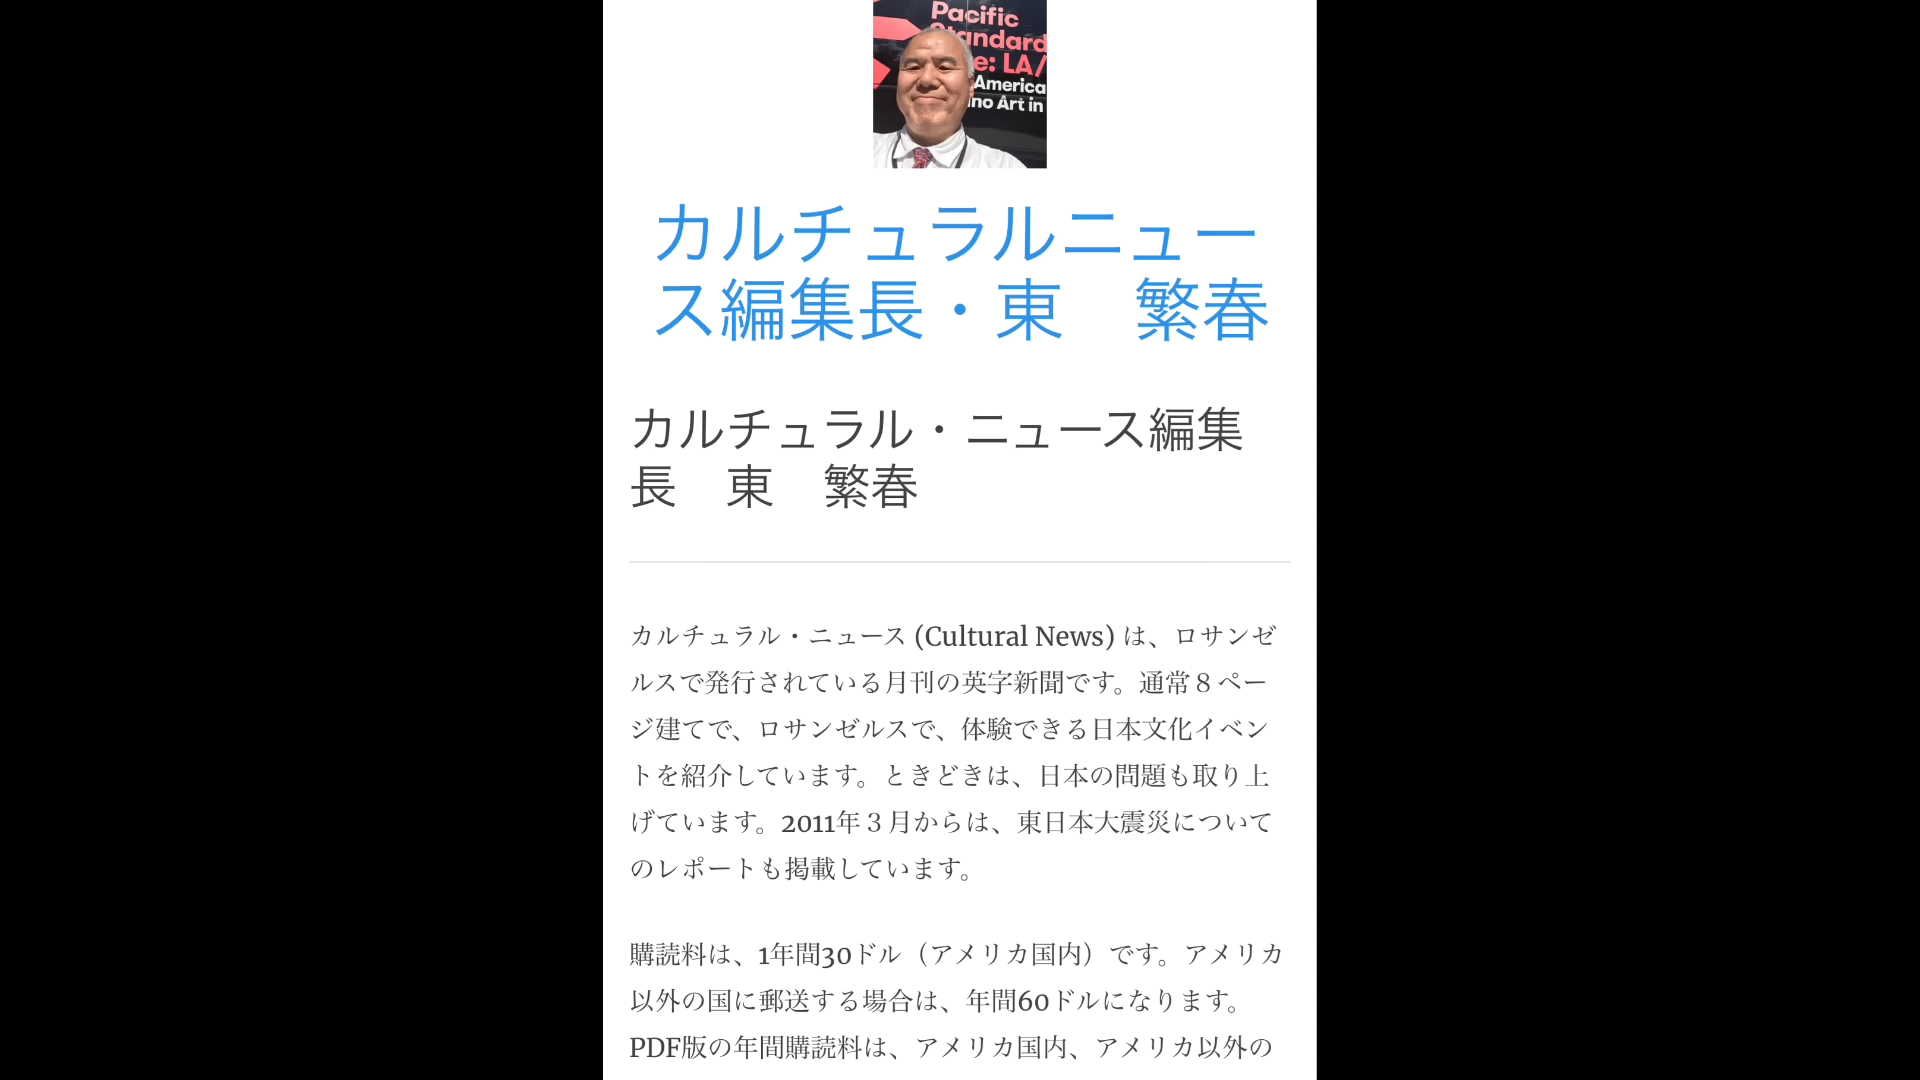 Pacific
Standard
e: LA/
America
ino Art in
カルチュラルニュー
ス編集長・東　繁春
カルチュラル・ニュース編集
長　東　繁春
カルチュラル・ニュース (Cultural News) は、ロサンゼ
ルスで発行されている月刊の英字新聞です。通常８ペー
ジ建てで、ロサンゼルスで、体験できる日本文化イベン
トを紹介しています。ときどきは、日本の問題も取り上
げています。2011年３月からは、東日本大震災について
のレポートも掲載しています。
購読料は、1年間30ドル（アメリカ国内）です。アメリカ
以外の国に郵送する場合は、年間60ドルになります。
PDF版の年間購読料は、アメリカ国内、アメリカ以外の